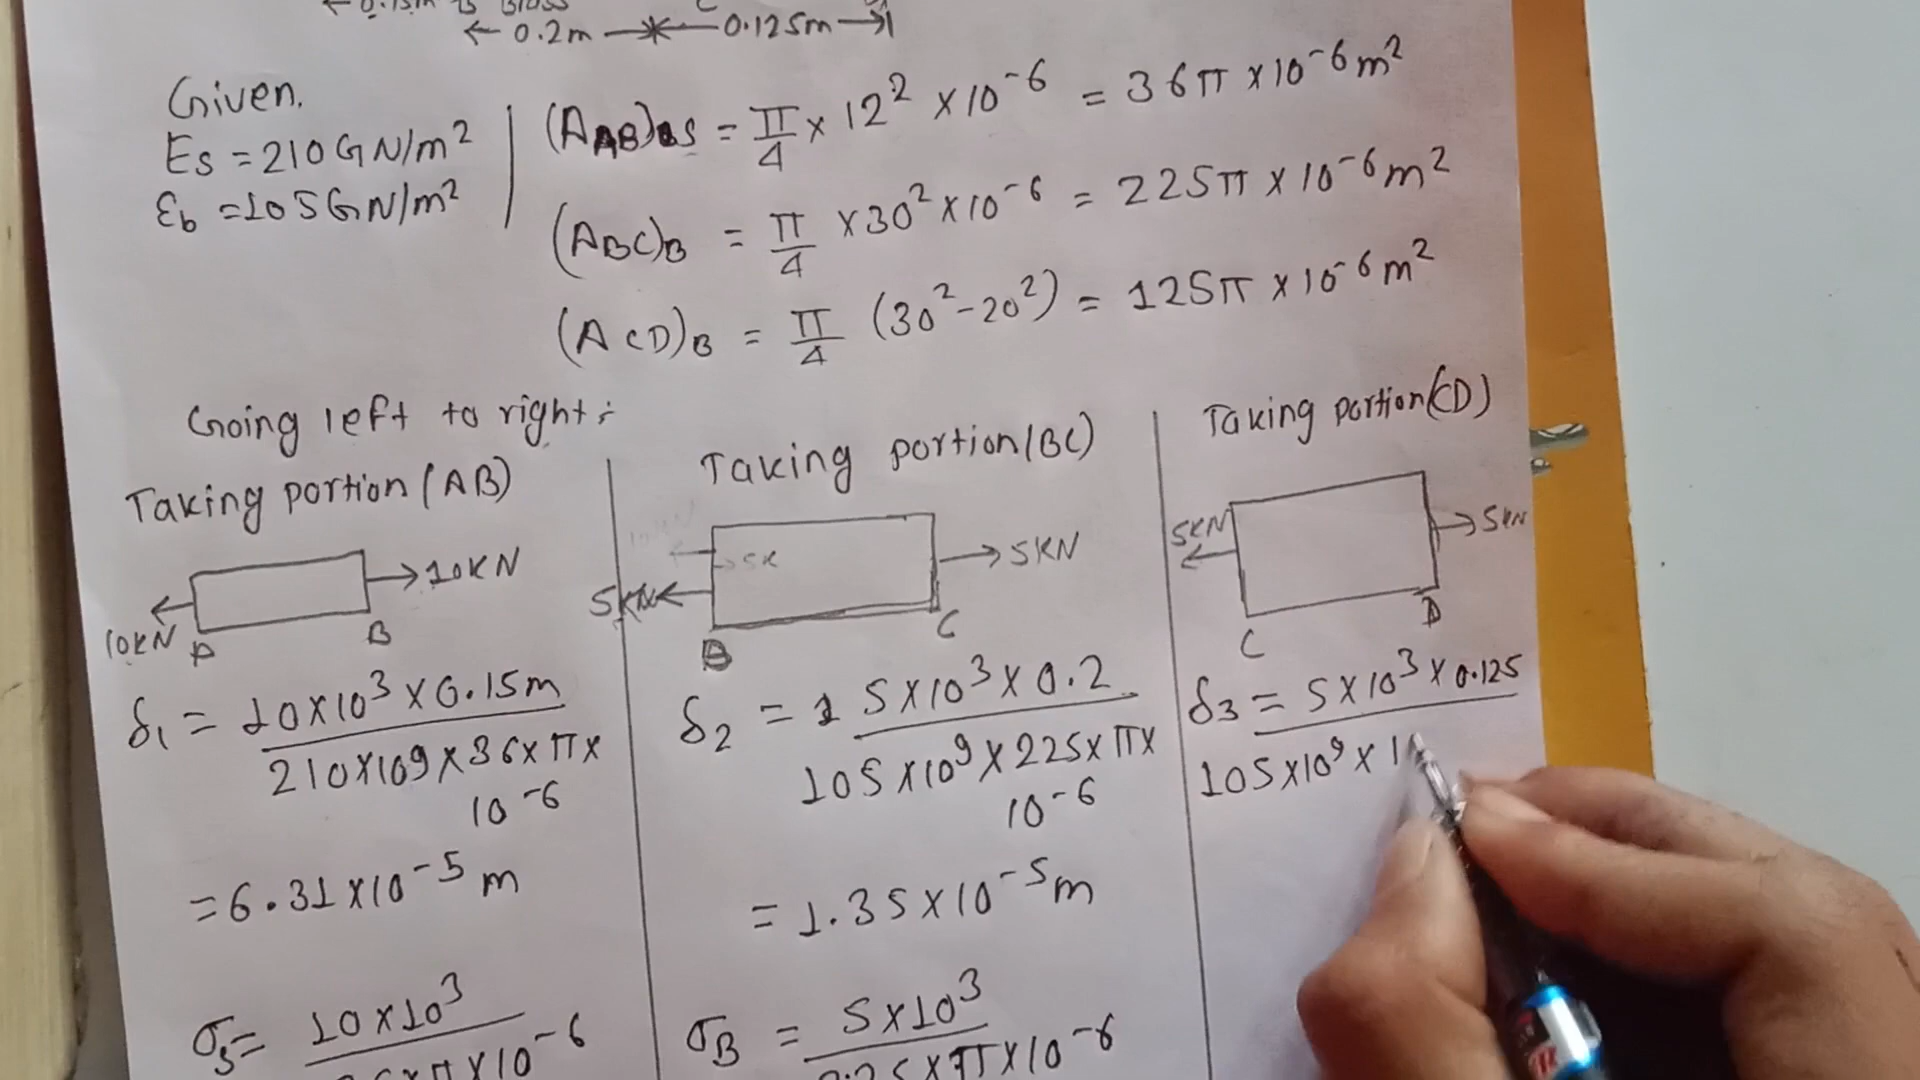 ← 0.15m
← 0.2m →*← 0.125m →|
Given.
Es = 210 GN/m²
Eb = 105 GN/m²
(AAB)s = π/4 × 12² × 10⁻⁶ = 36π × 10⁻⁶ m²
(ABC)B = π/4 × 30² × 10⁻⁶ = 225π × 10⁻⁶ m²
(ACD)B = π/4 (30² - 20²) = 125π × 10⁻⁶ m²
Going left to right:
Taking portion (AB)
10KN A B → 10KN
δ₁ = 10×10³ × 0.15m
210×10⁹ × 36 × π ×
10⁻⁶
= 6.31 × 10⁻⁵ m
σs = 10×10³
π × 10⁻⁶
Taking portion (BC)
5K
5KN B C → 5KN
δ₂ = 5×10³ × 0.2
105 × 10⁹ × 225 × π ×
10⁻⁶
= 1.35 × 10⁻⁵ m
σB = 5×10³
× π × 10⁻⁶
Taking portion (CD)
5KN C D → 5KN
δ3 = 5 × 10³ × 0.125
105 × 10⁹ × 1